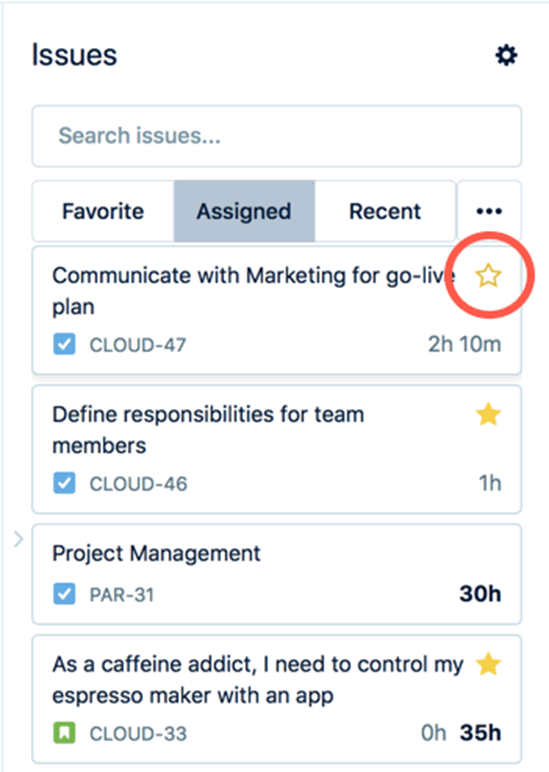 Issues
Search issues...
Favorite Assigned Recent •••
Communicate with Marketing for go-live
plan
CLOUD-47 2h 10m
Define responsibilities for team
members
CLOUD-46 1h
Project Management
PAR-31 30h
As a caffeine addict, I need to control my
espresso maker with an app
CLOUD-33 0h 35h